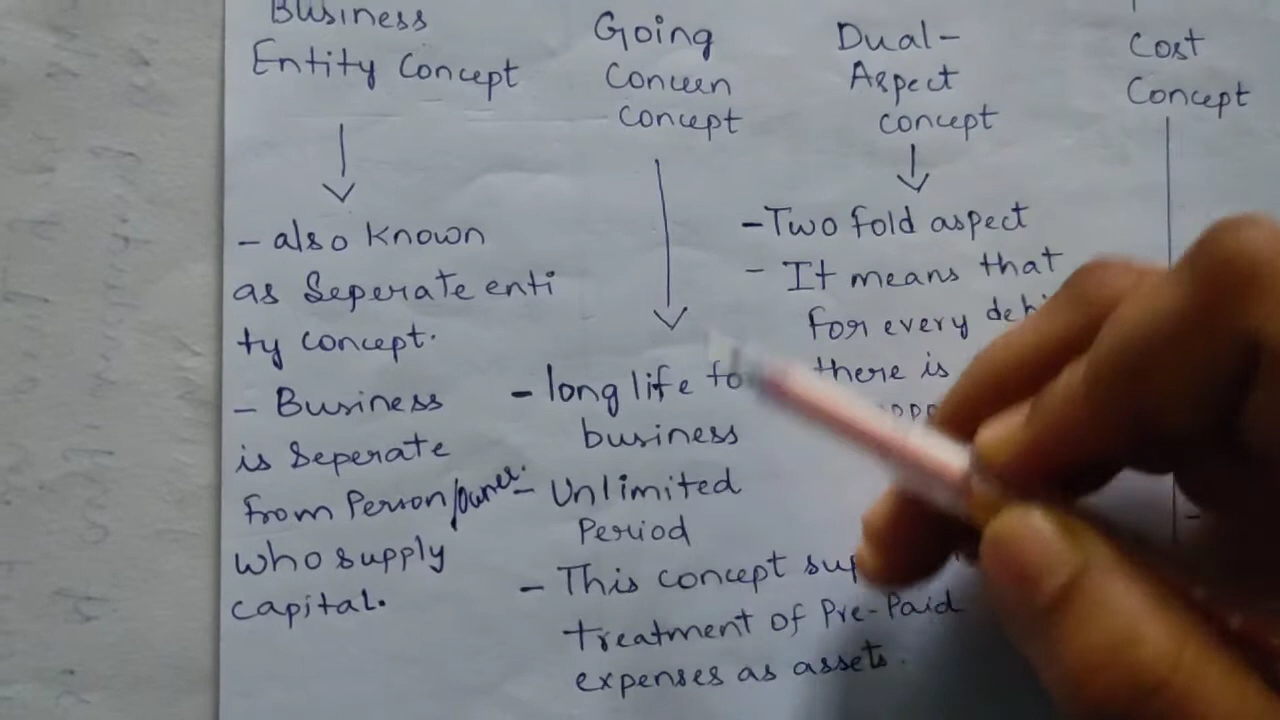 Business
Entity Concept
- also known
as Seperate enti
ty concept.
- Business
is Seperate
from Person/owner.
who supply
capital.
Going
Concern
concept
- long life to
business
- Unlimited
Period
- This concept
treatment of Pre-Paid
expenses as assets.
Dual-
Aspect
concept
- Two fold aspect
- It means that
for every
there is
Cost
Concept
-